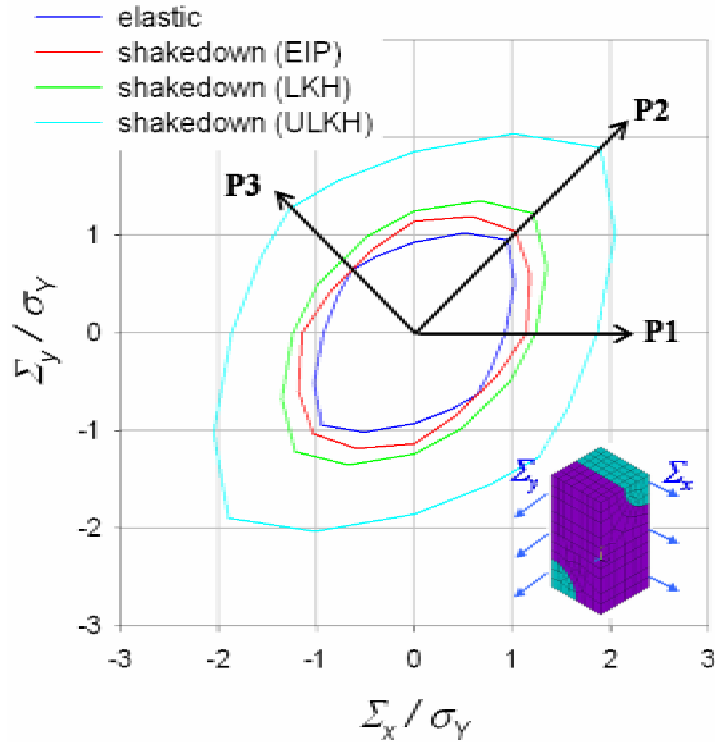 elastic
shakedown (EIP)
shakedown (LKH)
shakedown (ULKH)
P2
P3
P1
1
0
-1
-2
-3
-3 -2 -1 0 1 2 3
Σy / σY
Σx / σY
Σy
Σx